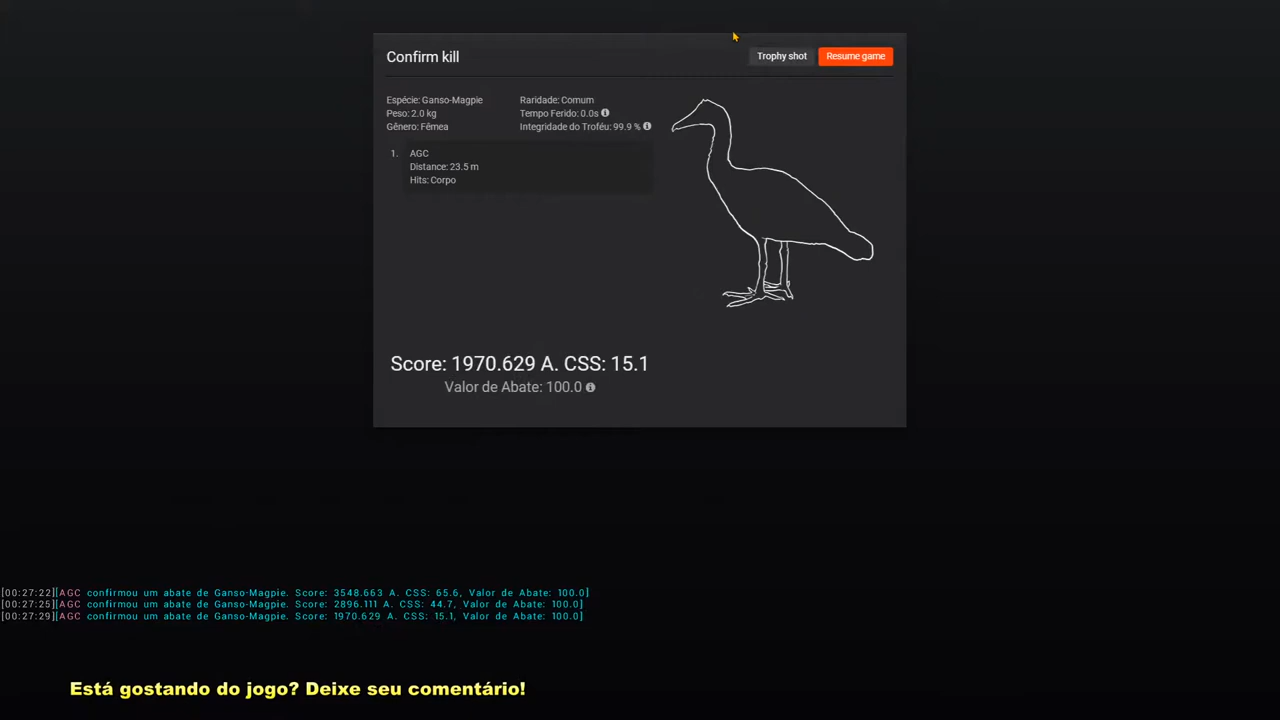 Confirm kill
Trophy shot
Resume game
Espécie: Ganso-Magpie
Peso: 2.0 kg
Gênero: Fêmea
Raridade: Comum
Tempo Ferido: 0.0s
Integridade do Troféu: 99.9 %
1. AGC
Distance: 23.5 m
Hits: Corpo
Score: 1970.629 A. CSS: 15.1
Valor de Abate: 100.0
[00:27:22][AGC confirmou um abate de Ganso-Magpie. Score: 3548.663 A. CSS: 65.6, Valor de Abate: 100.0]
[00:27:25][AGC confirmou um abate de Ganso-Magpie. Score: 2896.111 A. CSS: 44.7, Valor de Abate: 100.0]
[00:27:29][AGC confirmou um abate de Ganso-Magpie. Score: 1970.629 A. CSS: 15.1, Valor de Abate: 100.0]
Está gostando do jogo? Deixe seu comentário!